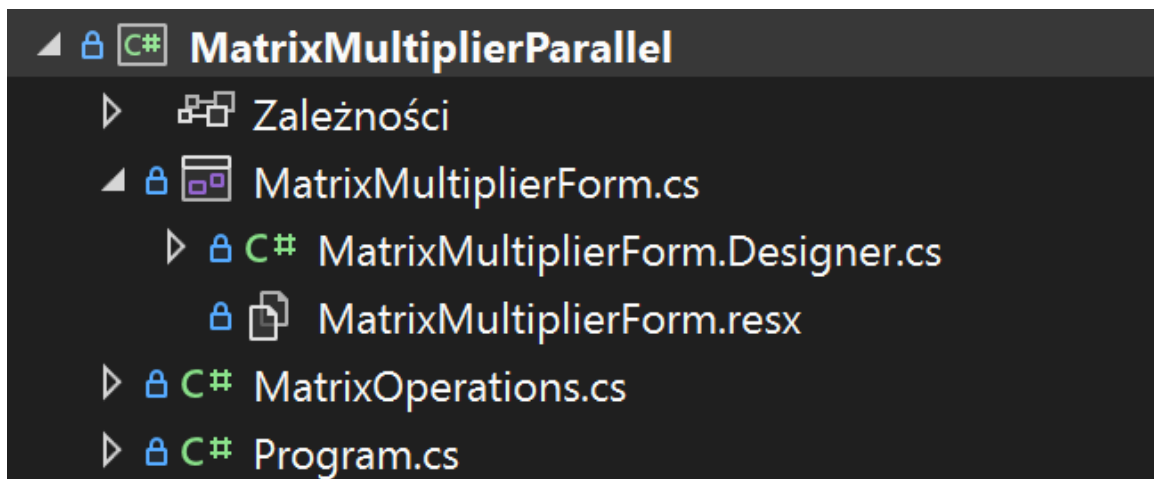 C# MatrixMultiplierParallel
Zależności
MatrixMultiplierForm.cs
C# MatrixMultiplierForm.Designer.cs
MatrixMultiplierForm.resx
C# MatrixOperations.cs
C# Program.cs